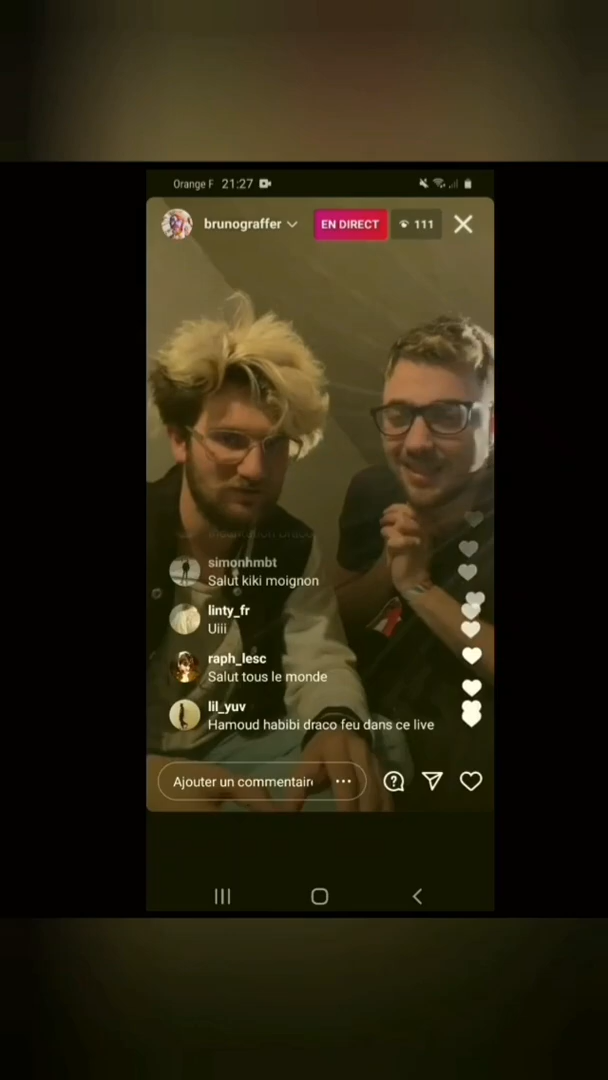 Orange F 21:27
brunograffer
EN DIRECT
111
simonhmbt
Salut kiki moignon
linty_fr
Uiii
raph_lesc
Salut tous le monde
lil_yuv
Hamoud habibi draco feu dans ce live
Ajouter un commentair